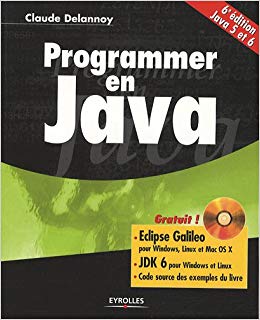 Claude Delannoy
6e édition
Java 5 et 6
Programmer
en
Java
Java
Gratuit !
• Eclipse Galileo
pour Windows, Linux et Mac OS X
• JDK 6 pour Windows et Linux
• Code source des exemples du livre
EYROLLES